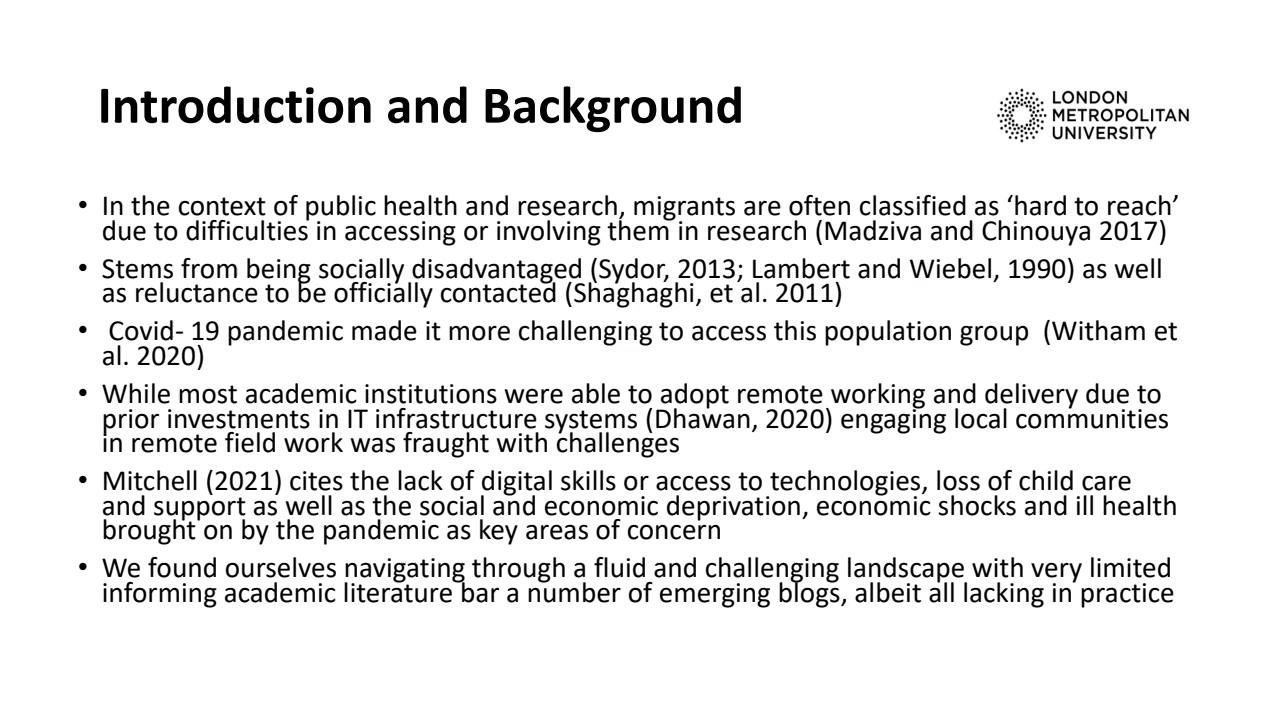 Introduction and Background
LONDON
METROPOLITAN
UNIVERSITY
• In the context of public health and research, migrants are often classified as ‘hard to reach’
due to difficulties in accessing or involving them in research (Madziva and Chinouya 2017)
• Stems from being socially disadvantaged (Sydor, 2013; Lambert and Wiebel, 1990) as well
as reluctance to be officially contacted (Shaghaghi, et al. 2011)
• Covid- 19 pandemic made it more challenging to access this population group  (Witham et
al. 2020)
• While most academic institutions were able to adopt remote working and delivery due to
prior investments in IT infrastructure systems (Dhawan, 2020) engaging local communities
in remote field work was fraught with challenges
• Mitchell (2021) cites the lack of digital skills or access to technologies, loss of child care
and support as well as the social and economic deprivation, economic shocks and ill health
brought on by the pandemic as key areas of concern
• We found ourselves navigating through a fluid and challenging landscape with very limited
informing academic literature bar a number of emerging blogs, albeit all lacking in practice